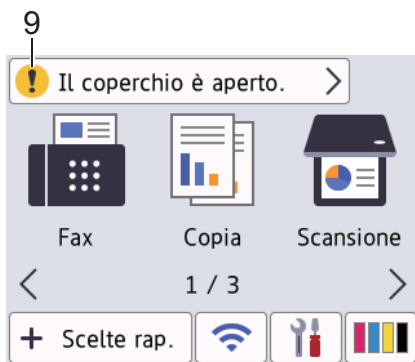 9
Il coperchio è aperto.
Fax Copia Scansione
1 / 3
+ Scelte rap.